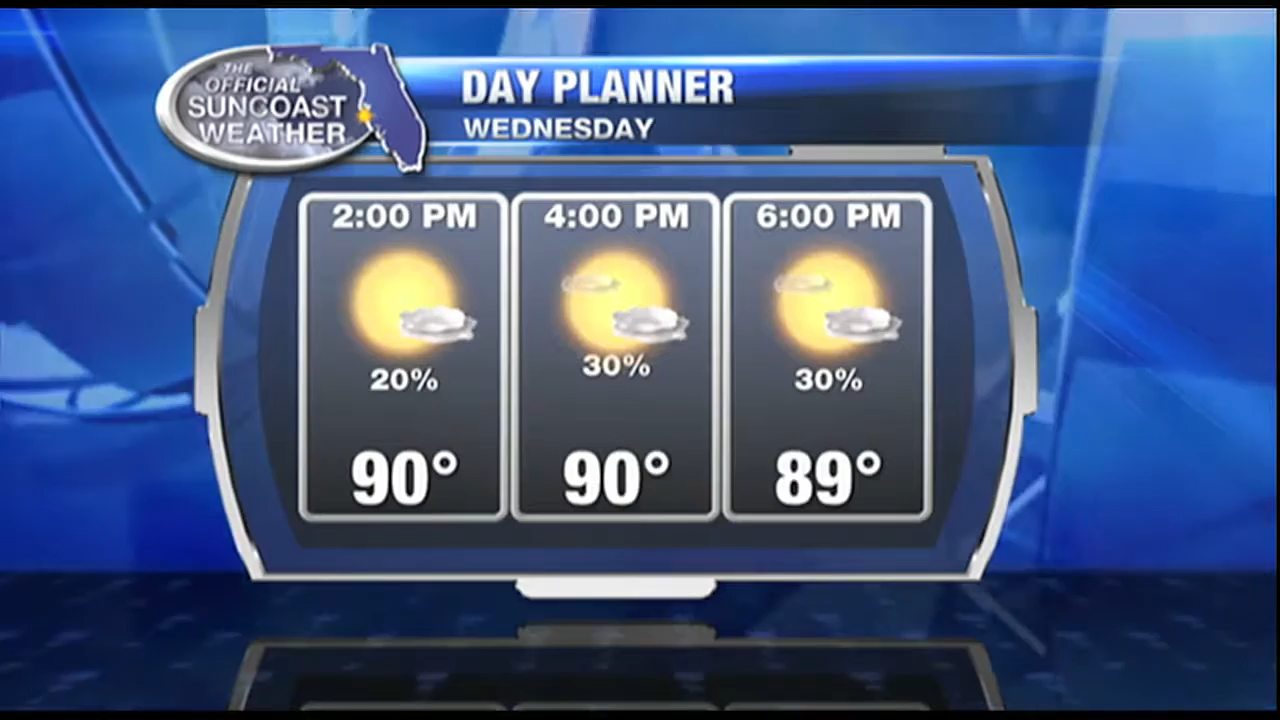 THE
OFFICIAL
SUNCOAST
WEATHER
DAY PLANNER
WEDNESDAY
2:00 PM
4:00 PM
6:00 PM
20%
30%
30%
90°
90°
89°